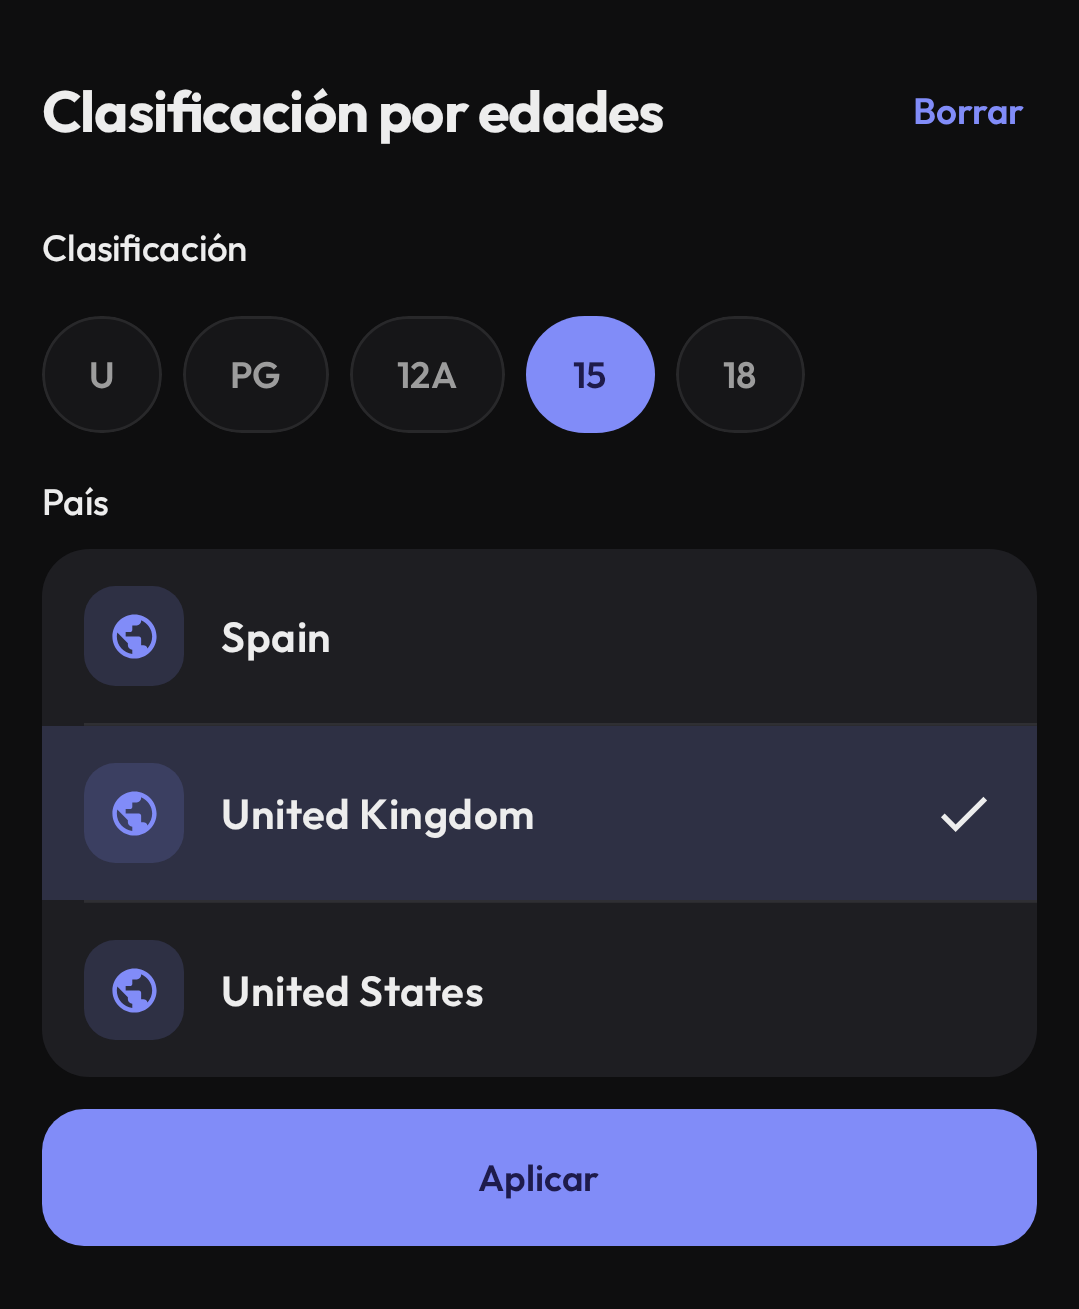 Clasificación por edades
Borrar
Clasificación
U PG 12A 15 18
País
Spain
United Kingdom
United States
Aplicar